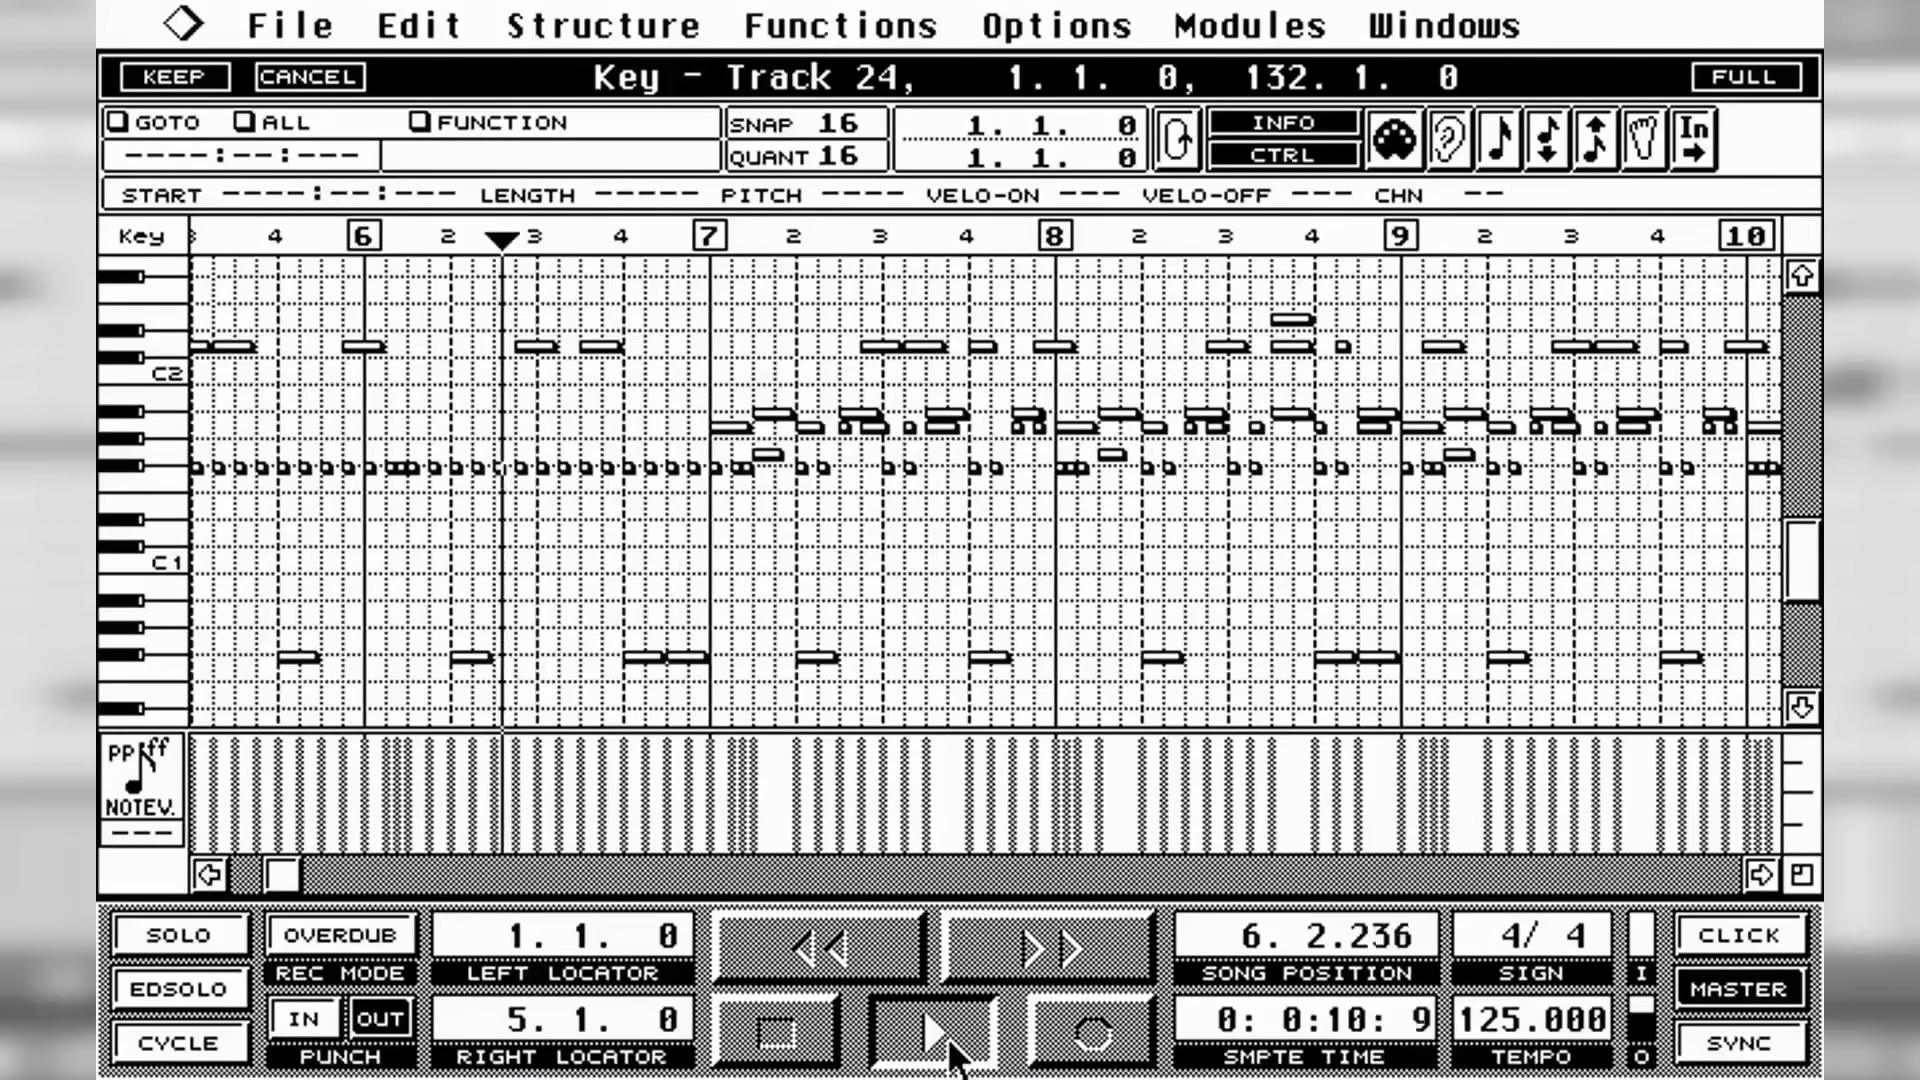 File Edit Structure Functions Options Modules Windows
KEEP CANCEL Key - Track 24, 1. 1. 0, 132. 1. 0 FULL
GOTO ALL FUNCTION SNAP 16 1. 1. 0 INFO
----:--:--- QUANT 16 1. 1. 0 CTRL
In
START ----:--:--- LENGTH ----- PITCH ---- VELO-ON --- VELO-OFF --- CHN --
Key 3 4 6 2 3 4 7 2 3 4 8 2 3 4 9 2 3 4 10
C2
C1
pp ff
NOTEV.
---
SOLO OVERDUB 1. 1. 0 6. 2.236 4/ 4 CLICK
REC MODE LEFT LOCATOR SONG POSITION SIGN I
EDSOLO MASTER
IN OUT 5. 1. 0 0: 0:10: 9 125.000
CYCLE PUNCH RIGHT LOCATOR SMPTE TIME TEMPO O SYNC